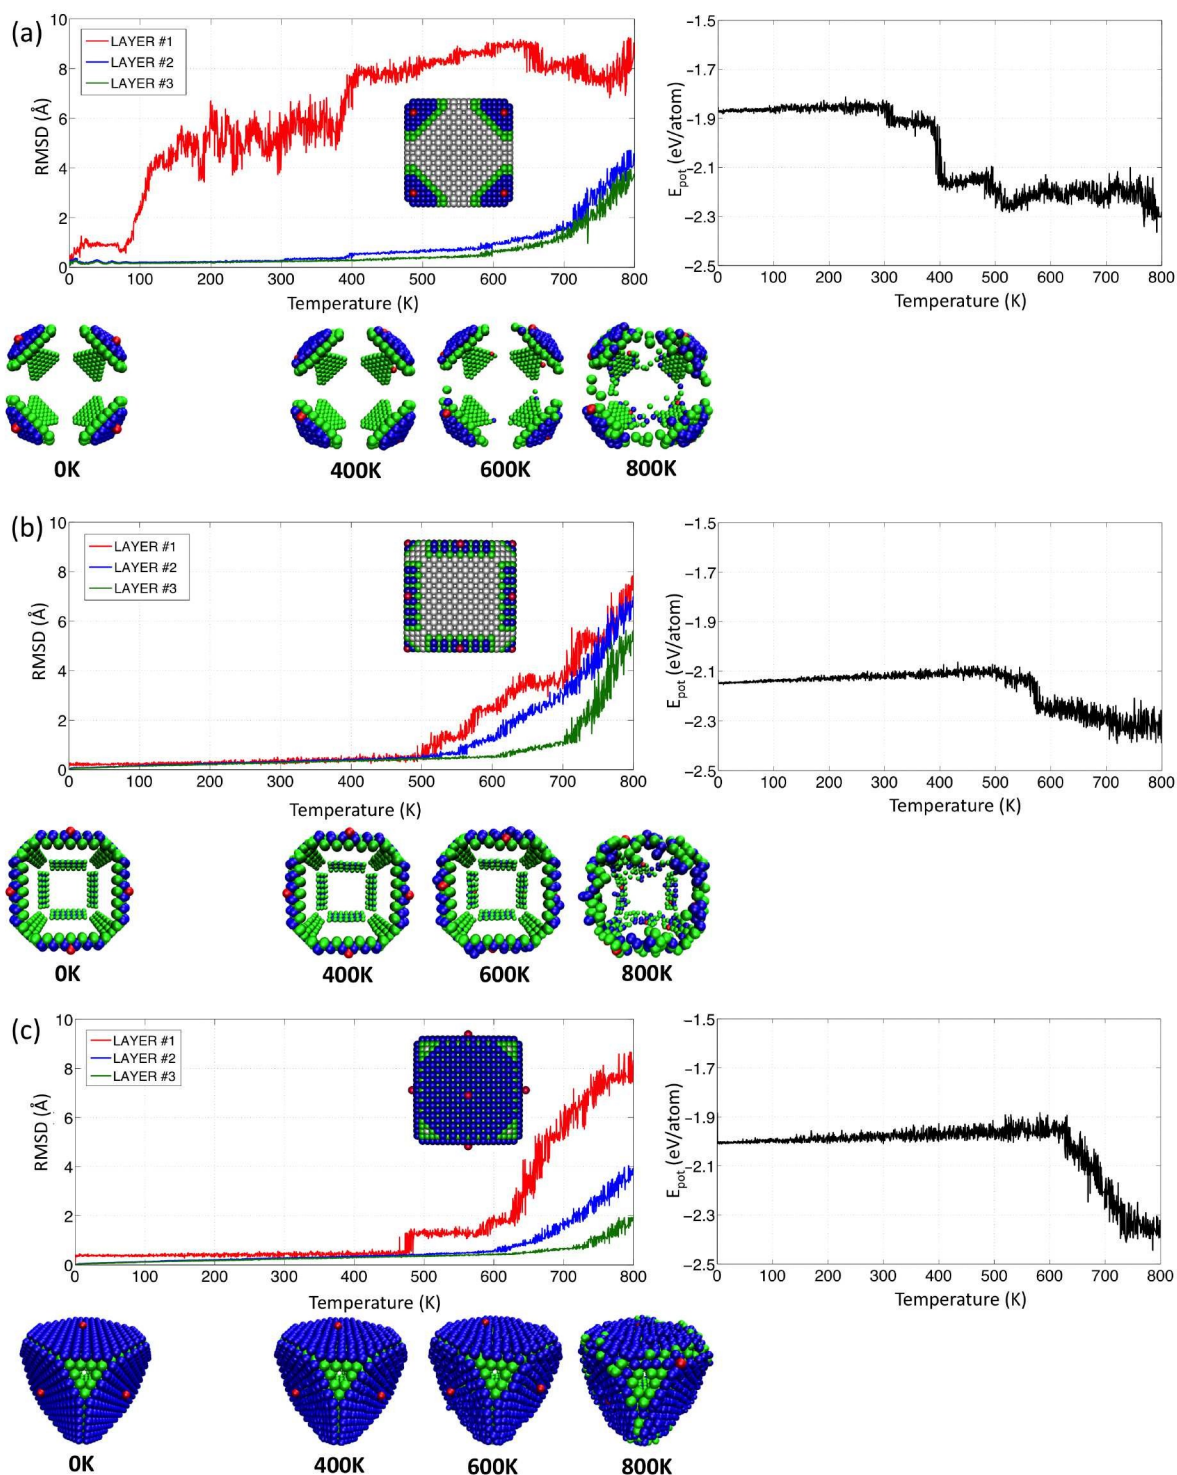 (a)
10
8
6
4
2
0
RMSD (Å)
LAYER #1
LAYER #2
LAYER #3
0 100 200 300 400 500 600 700 800
Temperature (K)
−1.5
−1.7
−1.9
−2.1
−2.3
−2.5
Epot (eV/atom)
0 100 200 300 400 500 600 700 800
Temperature (K)
0K 400K 600K 800K
(b)
10
8
6
4
2
0
RMSD (Å)
LAYER #1
LAYER #2
LAYER #3
0 100 200 300 400 500 600 700 800
Temperature (K)
−1.5
−1.7
−1.9
−2.1
−2.3
−2.5
Epot (eV/atom)
0 100 200 300 400 500 600 700 800
Temperature (K)
0K 400K 600K 800K
(c)
10
8
6
4
2
0
RMSD (Å)
LAYER #1
LAYER #2
LAYER #3
0 100 200 300 400 500 600 700 800
Temperature (K)
−1.5
−1.7
−1.9
−2.1
−2.3
−2.5
Epot (eV/atom)
0 100 200 300 400 500 600 700 800
Temperature (K)
0K 400K 600K 800K